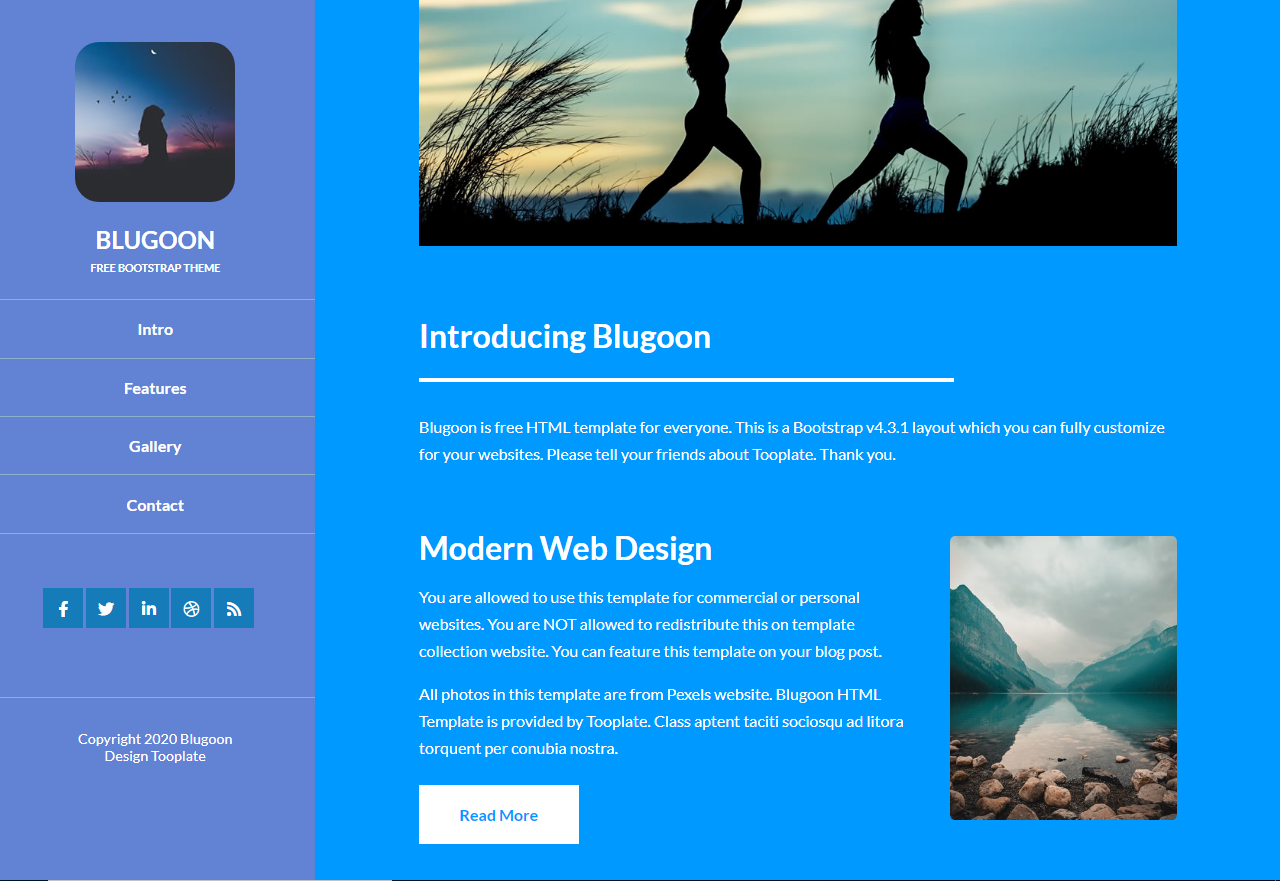 BLUGOON
FREE BOOTSTRAP THEME
Intro
Features
Gallery
Contact
Copyright 2020 Blugoon
Design Tooplate
Introducing Blugoon
Blugoon is free HTML template for everyone. This is a Bootstrap v4.3.1 layout which you can fully customize
for your websites. Please tell your friends about Tooplate. Thank you.
Modern Web Design
You are allowed to use this template for commercial or personal
websites. You are NOT allowed to redistribute this on template
collection website. You can feature this template on your blog post.
All photos in this template are from Pexels website. Blugoon HTML
Template is provided by Tooplate. Class aptent taciti sociosqu ad litora
torquent per conubia nostra.
Read More